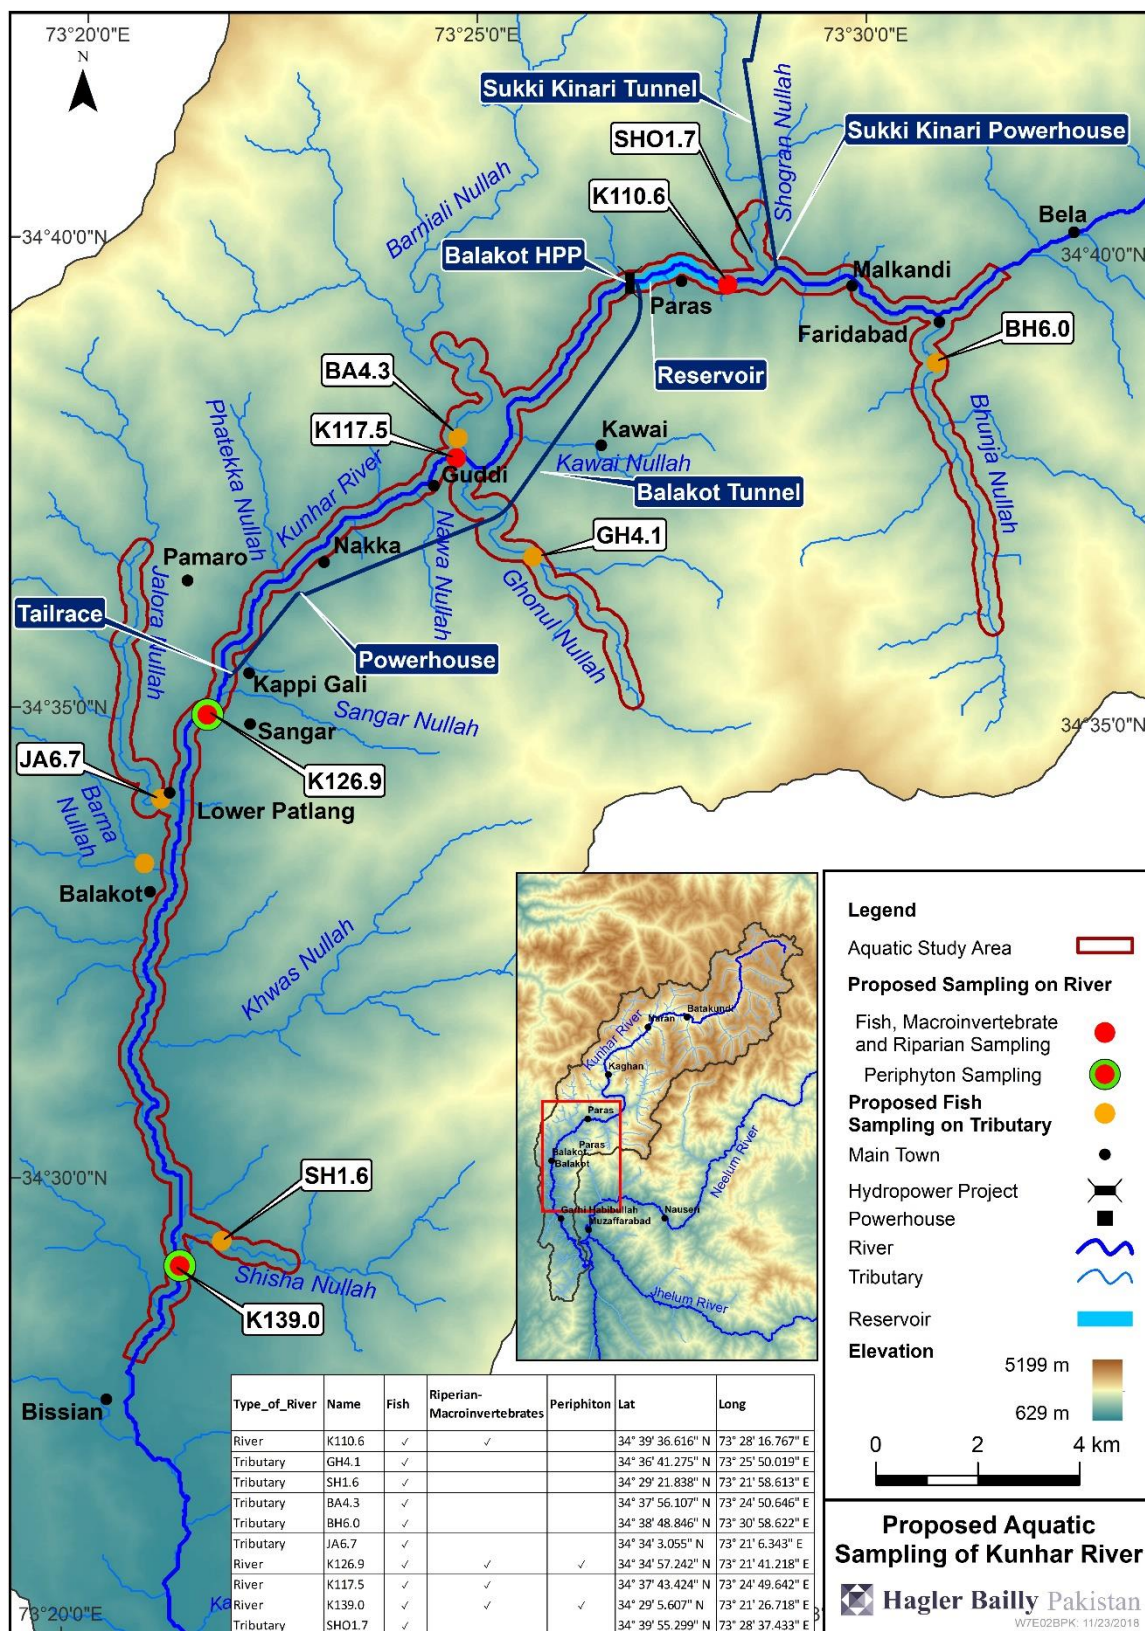 73°20'0"E
73°25'0"E
73°30'0"E
N
Sukki Kinari Tunnel
Shogran Nullah
Sukki Kinari Powerhouse
SHO1.7
K110.6
Barniali Nullah
Bela
34°40'0"N
34°40'0"N
Balakot HPP
Malkandi
Paras
Faridabad
BH6.0
Reservoir
BA4.3
Phatekka Nullah
K117.5
Kawai
Kawai Nullah
Bhunja Nullah
Kunhar River
Guddi
Balakot Tunnel
Nawa Nullah
GH4.1
Nakka
Pamaro
Jalora Nullah
Ghonul Nullah
Tailrace
Powerhouse
Kappi Gali
34°35'0"N
Sangar Nullah
34°35'0"N
Sangar
JA6.7
K126.9
Barna
Nullah
Lower Patlang
Balakot
Khwas Nullah
34°30'0"N
SH1.6
Shisha Nullah
K139.0
Bissian
73°20'0"E
Batakundi
Naran
Kunhar River
Kaghan
Paras
Paras
Balakot
Balakot
Neelum River
Garhi Habibullah
Nauseri
Muzaffarabad
Jhelum River
Legend
Aquatic Study Area
Proposed Sampling on River
Fish, Macroinvertebrate
and Riparian Sampling
Periphyton Sampling
Proposed Fish
Sampling on Tributary
Main Town
Hydropower Project
Powerhouse
River
Tributary
Reservoir
Elevation
5199 m
629 m
0 2 4 km
Type_of_River Name Fish Riperian-Macroinvertebrates Periphiton Lat Long
River K110.6 ✓ ✓ 34° 39' 36.616" N 73° 28' 16.767" E
Tributary GH4.1 ✓ 34° 36' 41.275" N 73° 25' 50.019" E
Tributary SH1.6 ✓ 34° 29' 21.838" N 73° 21' 58.613" E
Tributary BA4.3 ✓ 34° 37' 56.107" N 73° 24' 50.646" E
Tributary BH6.0 ✓ 34° 38' 48.846" N 73° 30' 58.622" E
Tributary JA6.7 ✓ 34° 34' 3.055" N 73° 21' 6.343" E
River K126.9 ✓ ✓ ✓ 34° 34' 57.242" N 73° 21' 41.218" E
River K117.5 ✓ ✓ 34° 37' 43.424" N 73° 24' 49.642" E
River K139.0 ✓ ✓ ✓ 34° 29' 5.607" N 73° 21' 26.718" E
Tributary SHO1.7 ✓ 34° 39' 55.299" N 73° 28' 37.433" E
Proposed Aquatic
Sampling of Kunhar River
Hagler Bailly Pakistan
W7E02BPK: 11/23/2018